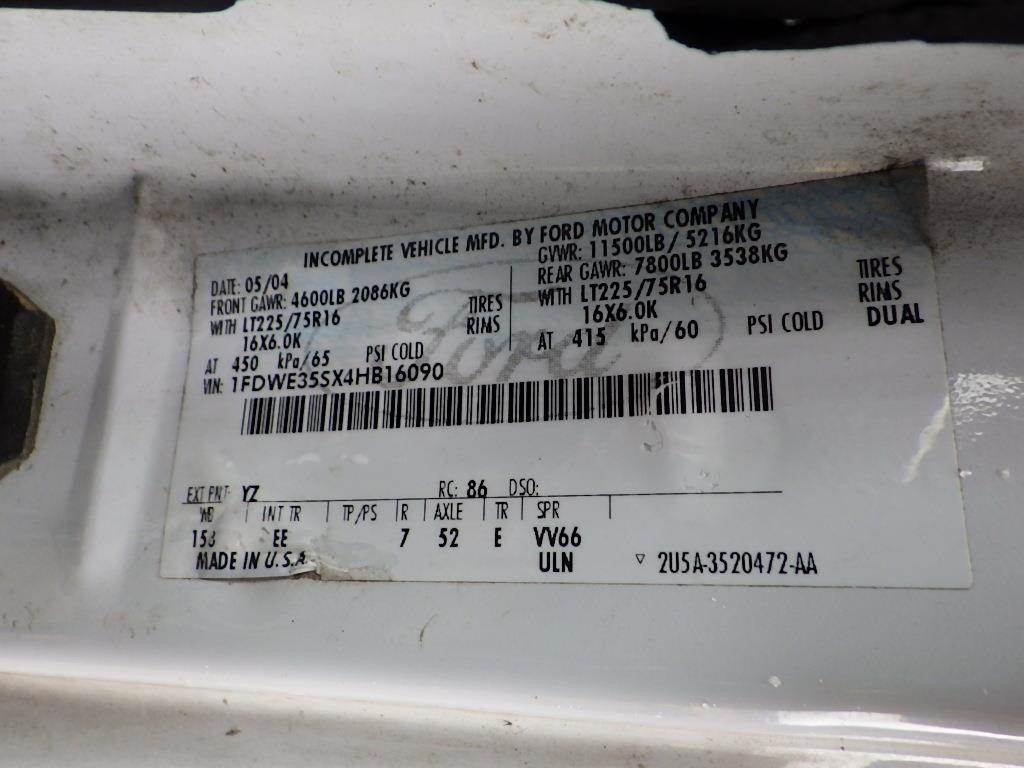 INCOMPLETE VEHICLE MFD. BY FORD MOTOR COMPANY
DATE: 05/04 GVWR: 11500LB/ 5216KG
FRONT GAWR: 4600LB 2086KG REAR GAWR: 7800LB 3538KG
WITH LT225/75R16 TIRES WITH LT225/75R16 TIRES
16X6.0K RIMS 16X6.0K RIMS
AT 450 kPa/65 PSI COLD AT 415 kPa/60 PSI COLD DUAL
VIN: 1FDWE35SX4HB16090
Ford
EXT PNT: YZ RC: 86 DSO:
WB INT TR TP/PS R AXLE TR SPR
EE 7 52 E VV66
MADE IN U.S.A. ULN 2U5A-3520472-AA